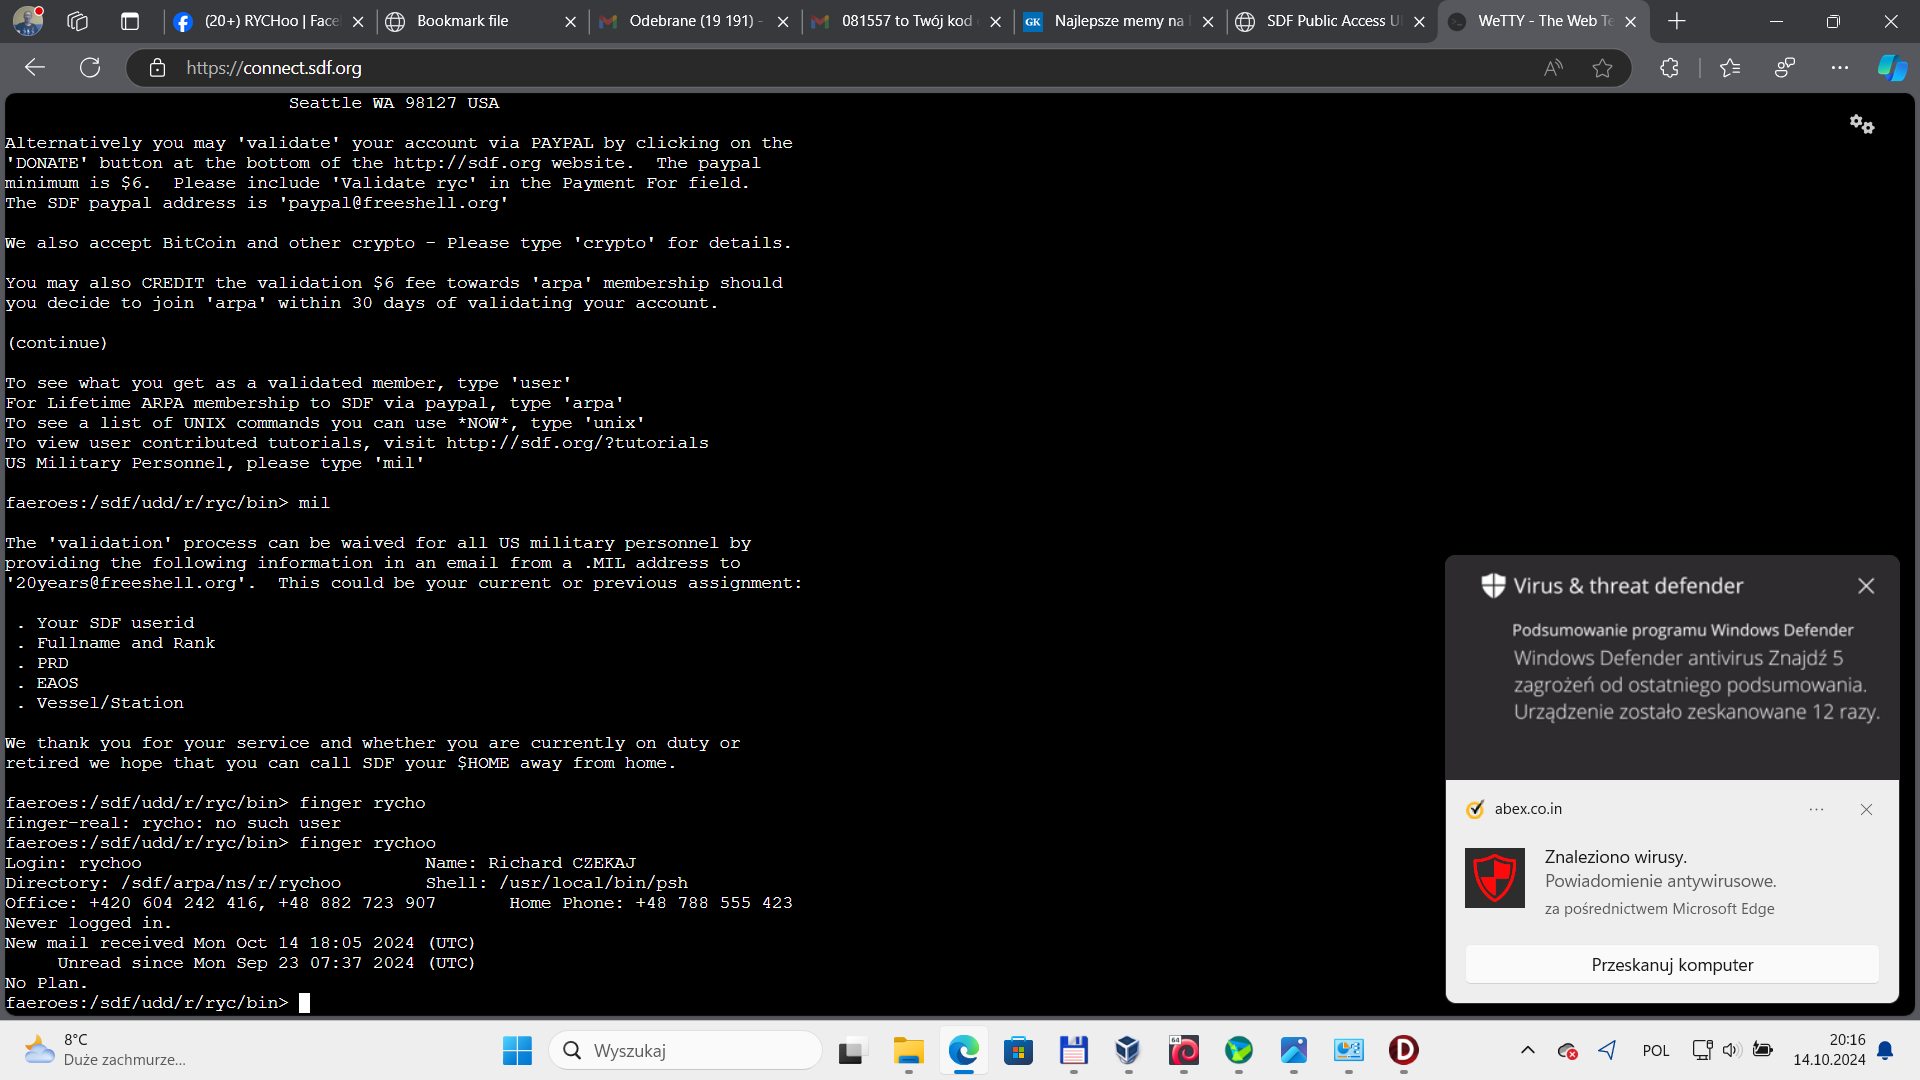 (20+) RYCHoo | Face
Bookmark file
Odebrane (19 191) -
081557 to Twój kod
GK
Najlepsze memy na
SDF Public Access U
WeTTY - The Web Te
https://connect.sdf.org
Seattle WA 98127 USA
Alternatively you may 'validate' your account via PAYPAL by clicking on the
'DONATE' button at the bottom of the http://sdf.org website.  The paypal
minimum is $6.  Please include 'Validate ryc' in the Payment For field.
The SDF paypal address is 'paypal@freeshell.org'
We also accept BitCoin and other crypto - Please type 'crypto' for details.
You may also CREDIT the validation $6 fee towards 'arpa' membership should
you decide to join 'arpa' within 30 days of validating your account.
(continue)
To see what you get as a validated member, type 'user'
For Lifetime ARPA membership to SDF via paypal, type 'arpa'
To see a list of UNIX commands you can use *NOW*, type 'unix'
To view user contributed tutorials, visit http://sdf.org/?tutorials
US Military Personnel, please type 'mil'
faeroes:/sdf/udd/r/ryc/bin> mil
The 'validation' process can be waived for all US military personnel by
providing the following information in an email from a .MIL address to
'20years@freeshell.org'.  This could be your current or previous assignment:
. Your SDF userid
. Fullname and Rank
. PRD
. EAOS
. Vessel/Station
We thank you for your service and whether you are currently on duty or
retired we hope that you can call SDF your $HOME away from home.
faeroes:/sdf/udd/r/ryc/bin> finger rycho
finger-real: rycho: no such user
faeroes:/sdf/udd/r/ryc/bin> finger rychoo
Login: rychoo                           Name: Richard CZEKAJ
Directory: /sdf/arpa/ns/r/rychoo        Shell: /usr/local/bin/psh
Office: +420 604 242 416, +48 882 723 907       Home Phone: +48 788 555 423
Never logged in.
New mail received Mon Oct 14 18:05 2024 (UTC)
     Unread since Mon Sep 23 07:37 2024 (UTC)
No Plan.
faeroes:/sdf/udd/r/ryc/bin>
Virus & threat defender
Podsumowanie programu Windows Defender
Windows Defender antivirus Znajdź 5
zagrożeń od ostatniego podsumowania.
Urządzenie zostało zeskanowane 12 razy.
abex.co.in
Znaleziono wirusy.
Powiadomienie antywirusowe.
za pośrednictwem Microsoft Edge
Przeskanuj komputer
8°C
Duże zachmurze...
Wyszukaj
64
POL
20:16
14.10.2024